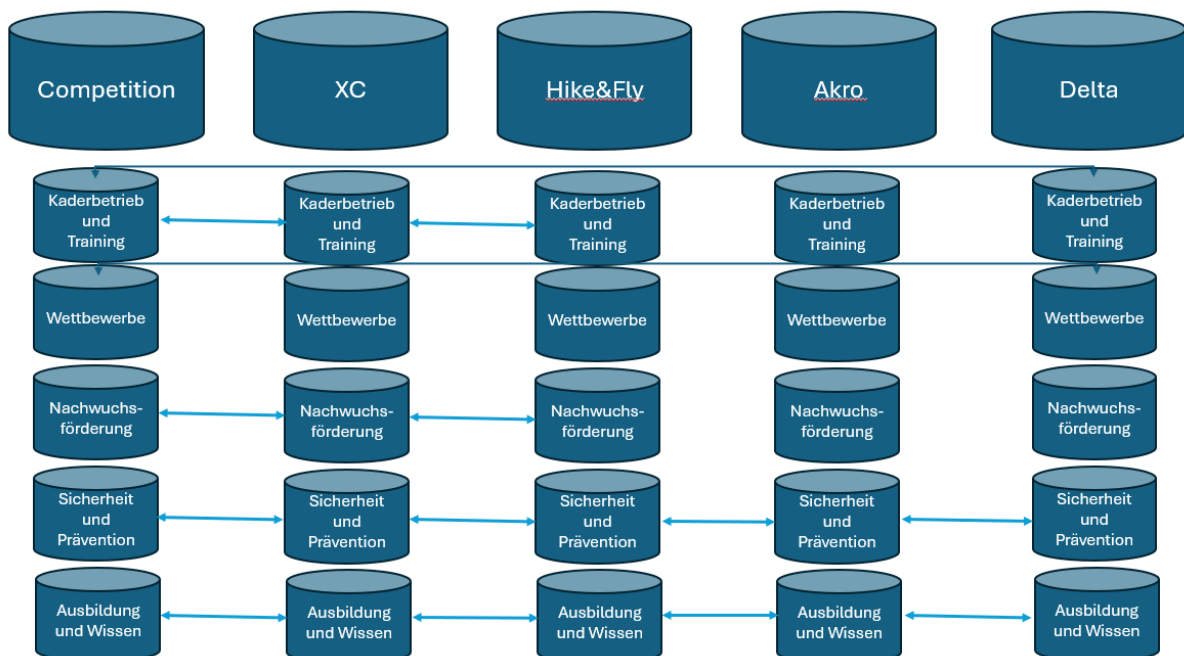 Competition
XC
Hike&Fly
Akro
Delta
Kaderbetrieb
und
Training
Kaderbetrieb
und
Training
Kaderbetrieb
und
Training
Kaderbetrieb
und
Training
Kaderbetrieb
und
Training
Wettbewerbe
Wettbewerbe
Wettbewerbe
Wettbewerbe
Wettbewerbe
Nachwuchs-
förderung
Nachwuchs-
förderung
Nachwuchs-
förderung
Nachwuchs-
förderung
Nachwuchs-
förderung
Sicherheit
und
Prävention
Sicherheit
und
Prävention
Sicherheit
und
Prävention
Sicherheit
und
Prävention
Sicherheit
und
Prävention
Ausbildung
und Wissen
Ausbildung
und Wissen
Ausbildung
und Wissen
Ausbildung
und Wissen
Ausbildung
und Wissen